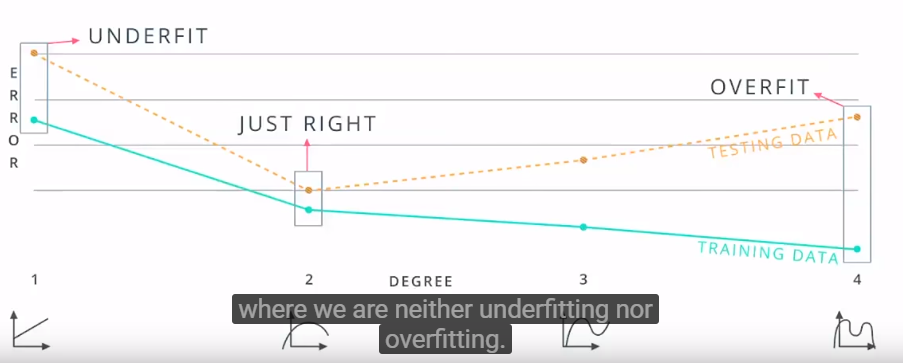 UNDERFIT
ERROR
OVERFIT
JUST RIGHT
TESTING DATA
TRAINING DATA
1 2 DEGREE 3 4
where we are neither underfitting nor
overfitting.